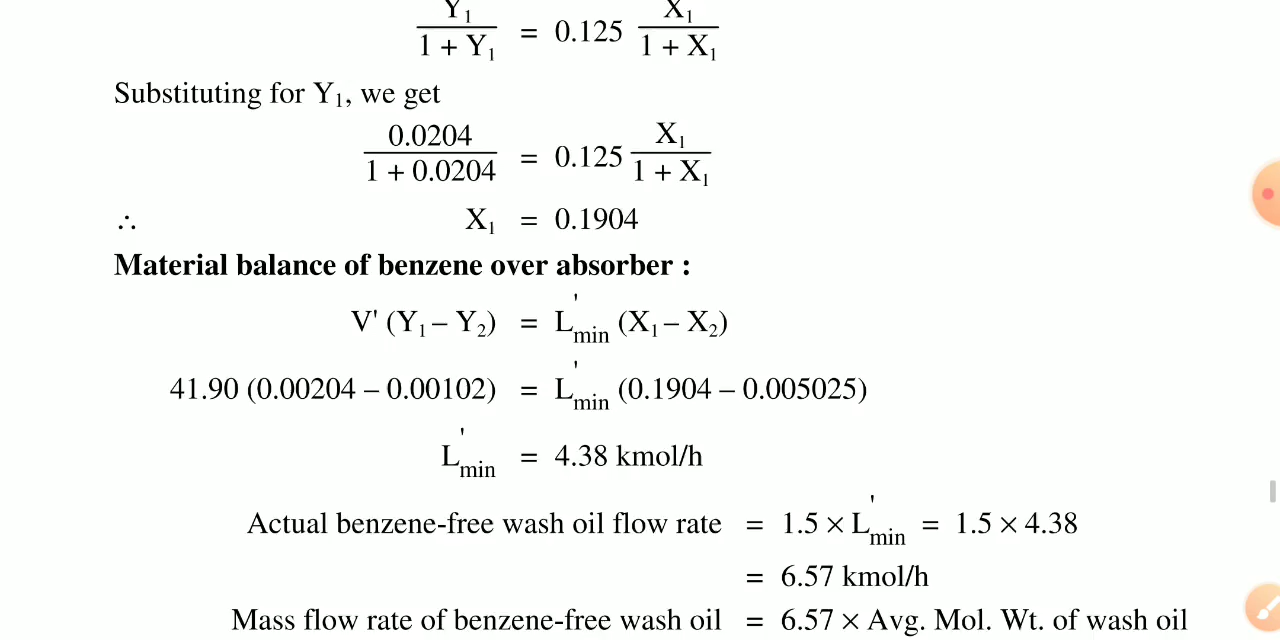 Y₁ / (1 + Y₁) = 0.125 X₁ / (1 + X₁)
Substituting for Y₁, we get
0.0204 / (1 + 0.0204) = 0.125 X₁ / (1 + X₁)
∴ X₁ = 0.1904
Material balance of benzene over absorber :
V' (Y₁ – Y₂) = L'min (X₁ – X₂)
41.90 (0.00204 – 0.00102) = L'min (0.1904 – 0.005025)
L'min = 4.38 kmol/h
Actual benzene-free wash oil flow rate = 1.5 × L'min = 1.5 × 4.38
= 6.57 kmol/h
Mass flow rate of benzene-free wash oil = 6.57 × Avg. Mol. Wt. of wash oil